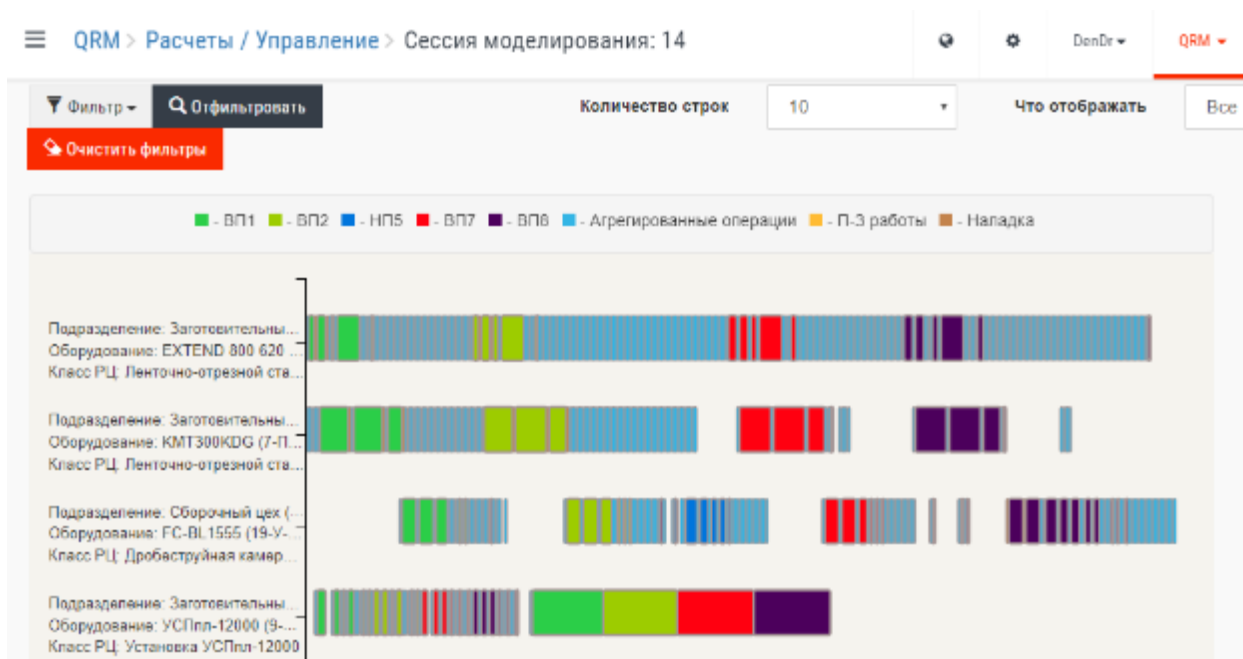 QRM > Расчеты / Управление > Сессия моделирования: 14
DenDr
QRM
Фильтр
Отфильтровать
Количество строк
10
Что отображать
Все
Очистить фильтры
- ВП1 - ВП2 - НП5 - ВП7 - ВП8 - Агрегированные операции - П-З работы - Наладка
Подразделение: Заготовительны...
Оборудование: EXTEND 800 620 ...
Класс РЦ: Ленточно-отрезной ста...
Подразделение: Заготовительны...
Оборудование: KMT300KDG (7-П...
Класс РЦ: Ленточно-отрезной ста...
Подразделение: Сборочный цех (...
Оборудование: FC-BL1555 (19-У-...
Класс РЦ: Дробеструйная камер...
Подразделение: Заготовительны...
Оборудование: УСПпл-12000 (9-...
Класс РЦ: Установка УСПпл-12000